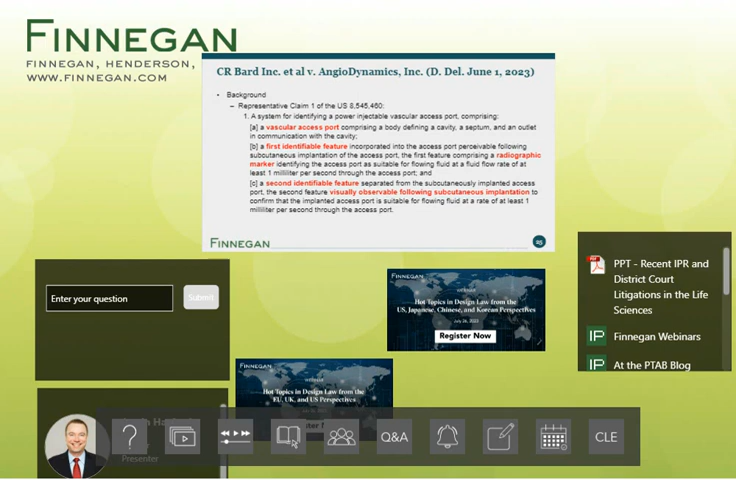 FINNEGAN
FINNEGAN, HENDERSON,
WWW.FINNEGAN.COM
CR Bard Inc. et al v. AngioDynamics, Inc. (D. Del. June 1, 2023)
• Background
– Representative Claim 1 of the US 8,545,460:
1. A system for identifying a power injectable vascular access port, comprising:
[a] a vascular access port comprising a body defining a cavity, a septum, and an outlet
in communication with the cavity;
[b] a first identifiable feature incorporated into the access port perceivable following
subcutaneous implantation of the access port, the first feature comprising a radiographic
marker identifying the access port as suitable for flowing fluid at a fluid flow rate of at
least 1 milliliter per second through the access port; and
[c] a second identifiable feature separated from the subcutaneously implanted access
port, the second feature visually observable following subcutaneous implantation to
confirm that the implanted access port is suitable for flowing fluid at a rate of at least 1
milliliter per second through the access port.
FINNEGAN
25
Enter your question
Submit
FINNEGAN
WEBINAR
Hot Topics in Design Law from the
US, Japanese, Chinese, and Korean Perspectives
July 26, 2023
Register Now
PPT - Recent IPR and
District Court
Litigations in the Life
Sciences
IP Finnegan Webinars
IP At the PTAB Blog
FINNEGAN
WEBINAR
Hot Topics in Design Law from the
EU, UK, and US Perspectives
Presenter
?
Q&A
CLE